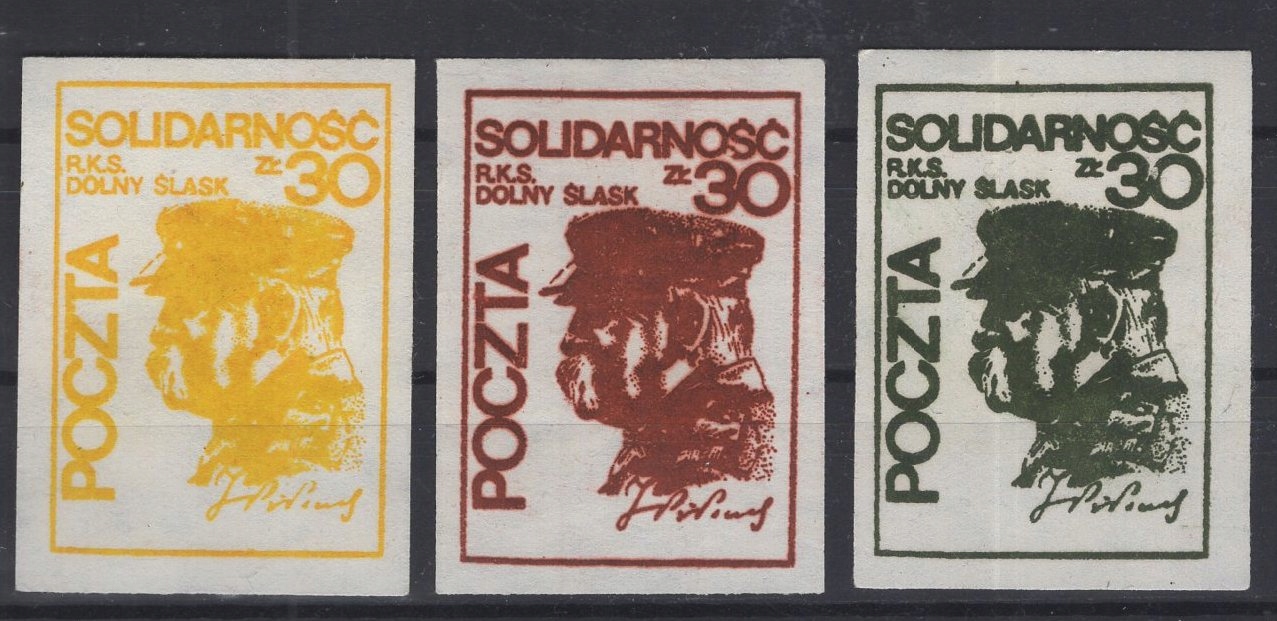 SOLIDARNOŚĆ
R.K.S.
DOLNY ŚLASK
ZŁ 30
POCZTA
SOLIDARNOŚĆ
R.K.S.
DOLNY ŚLASK
ZŁ 30
POCZTA
SOLIDARNOŚĆ
R.K.S.
DOLNY ŚLASK
ZŁ 30
POCZTA